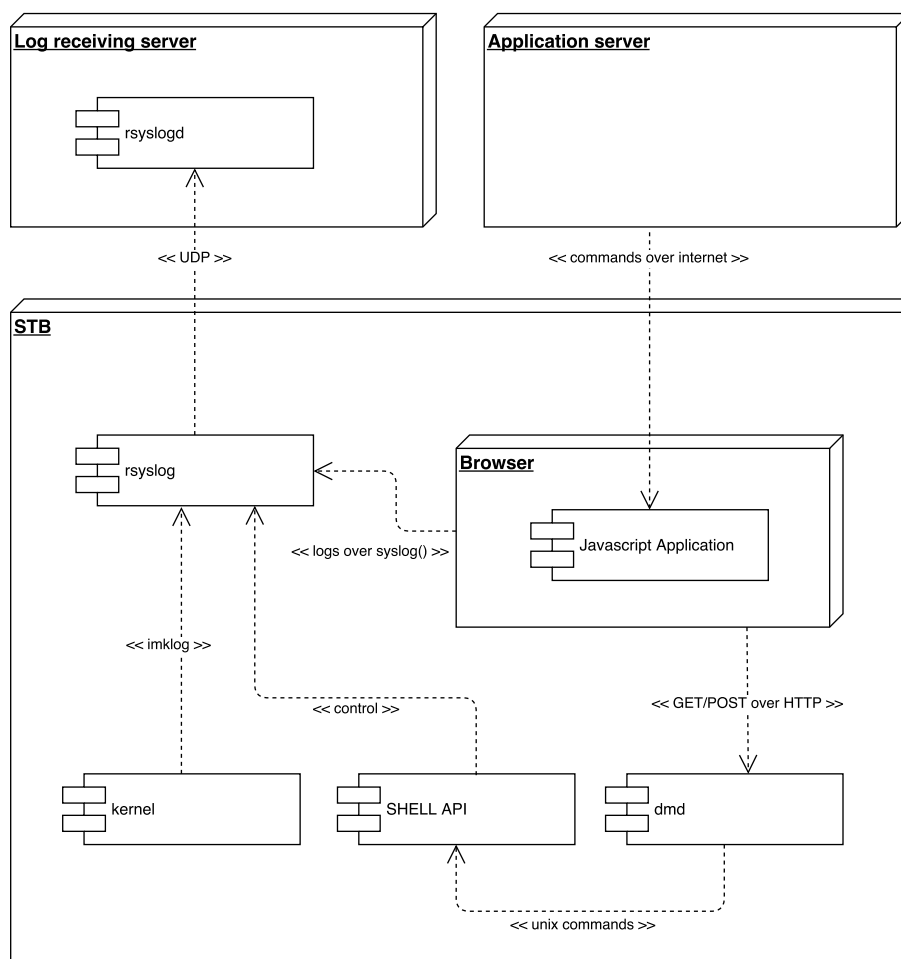 Log receiving server
Application server
rsyslogd
<< UDP >>
<< commands over internet >>
STB
rsyslog
Browser
Javascript Application
<< logs over syslog() >>
<< imklog >>
<< control >>
<< GET/POST over HTTP >>
kernel
SHELL API
dmd
<< unix commands >>